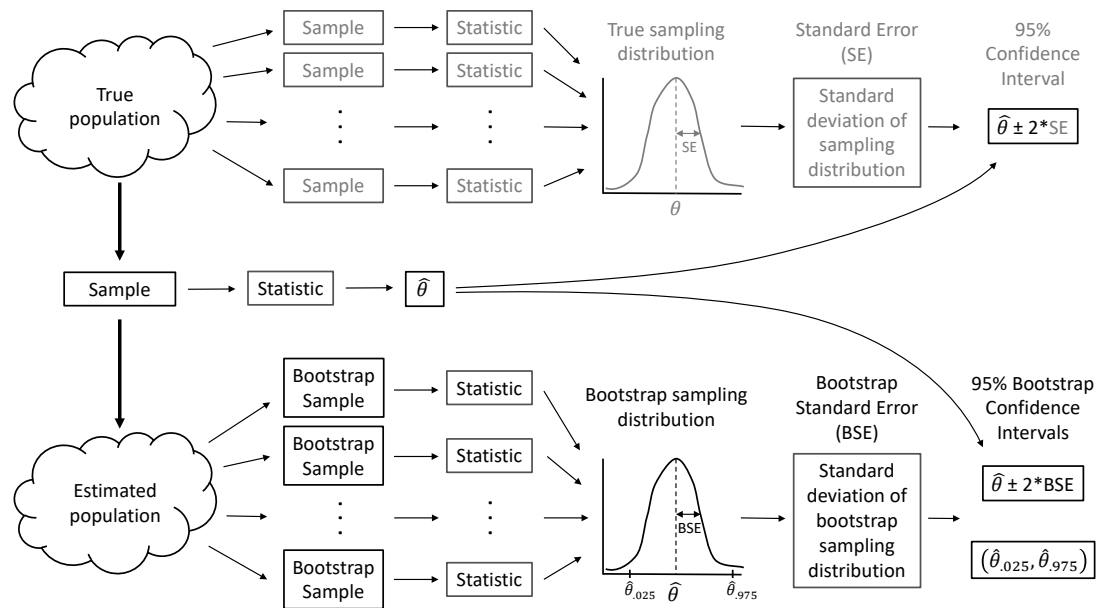 True
population
Sample
Statistic
Sample
Statistic
Sample
Statistic
True sampling
distribution
SE
θ
Standard Error
(SE)
Standard
deviation of
sampling
distribution
95%
Confidence
Interval
θ̂ ± 2*SE
Sample
Statistic
θ̂
Estimated
population
Bootstrap
Sample
Statistic
Bootstrap
Sample
Statistic
Bootstrap
Sample
Statistic
Bootstrap sampling
distribution
BSE
θ̂.025
θ̂
θ̂.975
Bootstrap
Standard Error
(BSE)
Standard
deviation of
bootstrap
sampling
distribution
95% Bootstrap
Confidence
Intervals
θ̂ ± 2*BSE
(θ̂.025, θ̂.975)